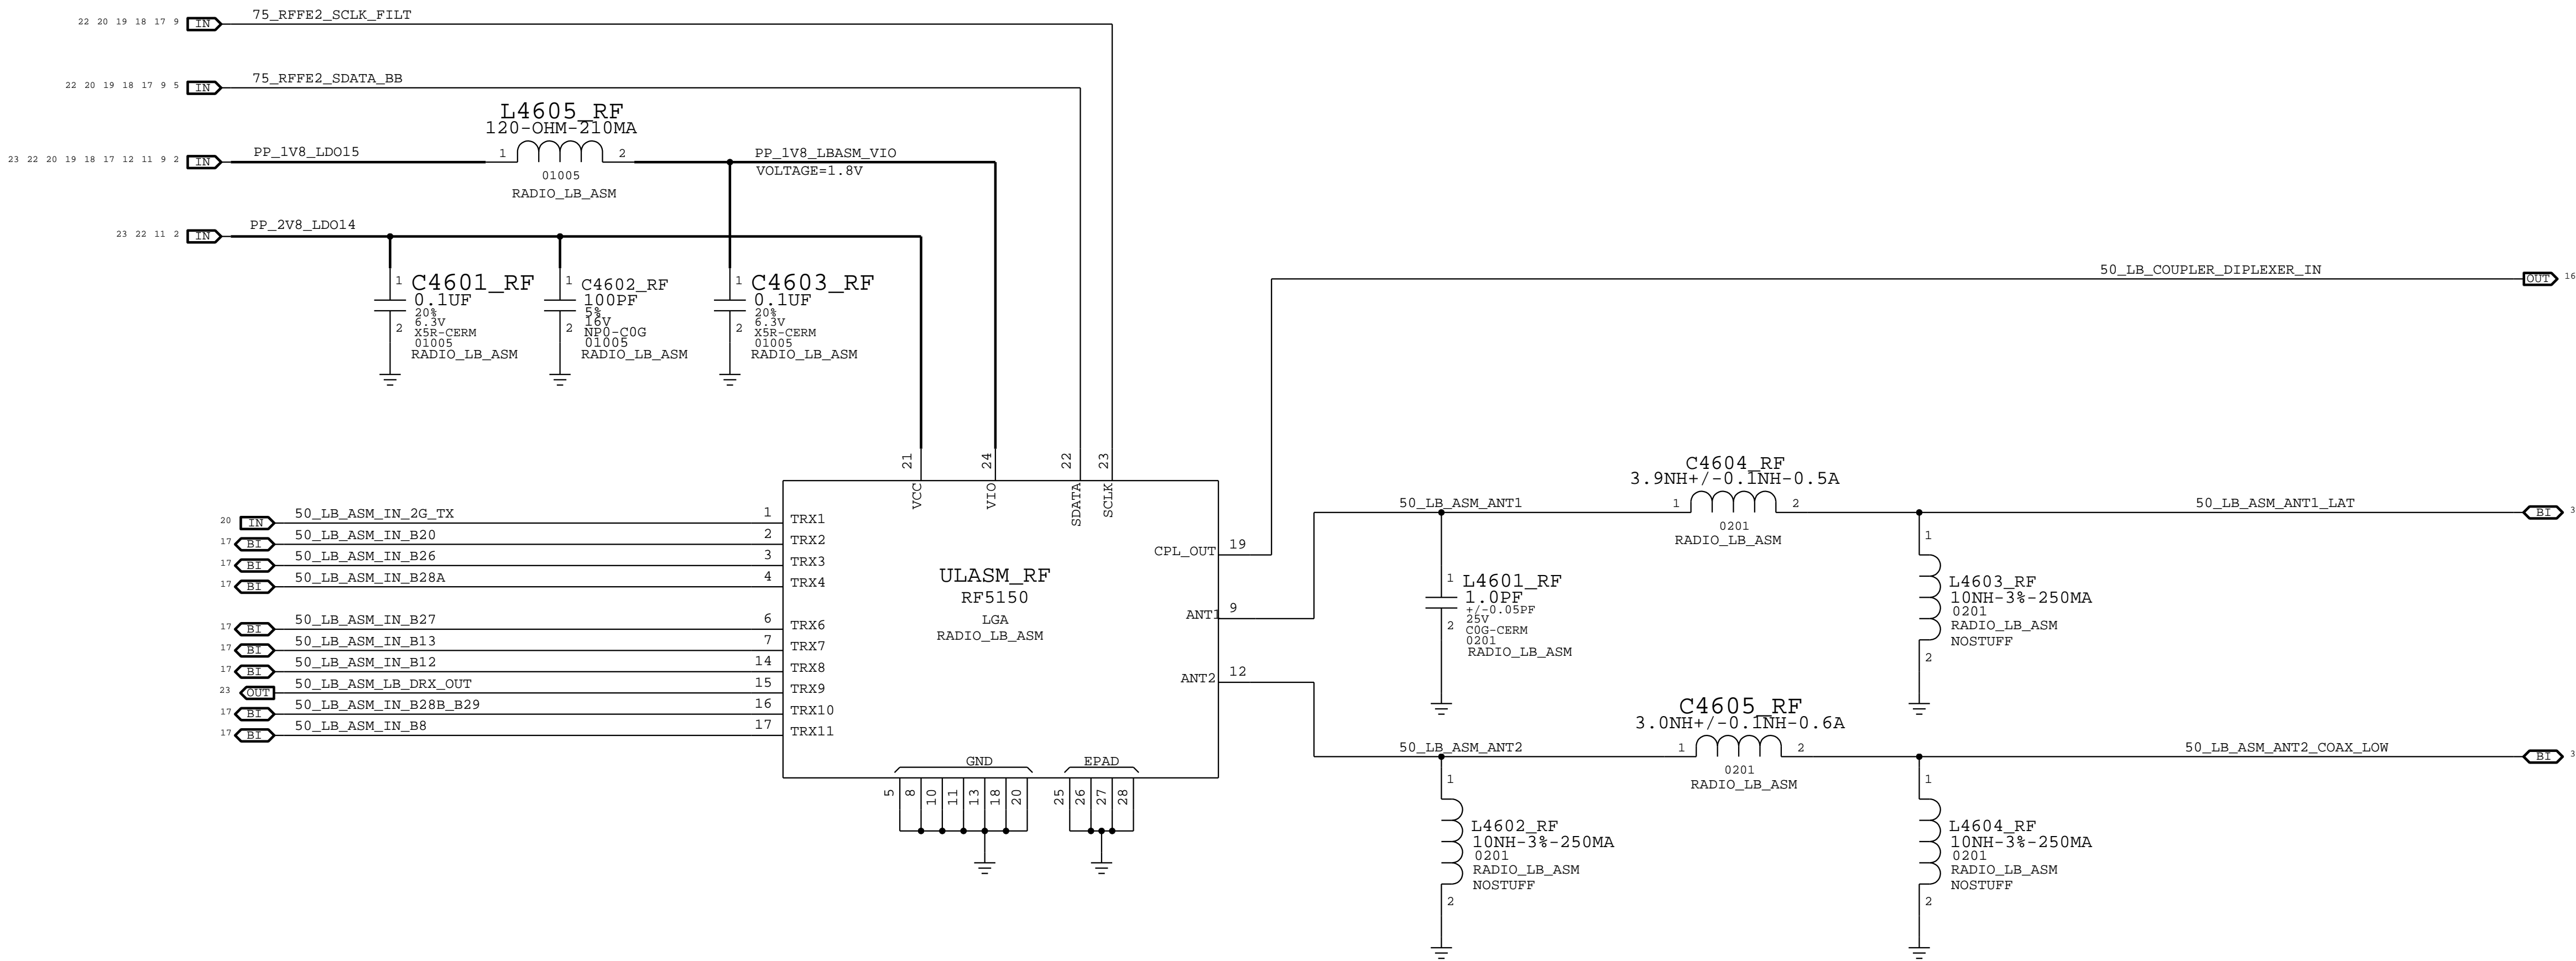 22 20 19 18 17 9 IN 75_RFFE2_SCLK_FILT
22 20 19 18 17 9 5 IN 75_RFFE2_SDATA_BB
L4605_RF
120-OHM-210MA
23 22 20 19 18 17 12 11 9 2 IN PP_1V8_LDO15 1 2 PP_1V8_LBASM_VIO
VOLTAGE=1.8V
01005
RADIO_LB_ASM
23 22 11 2 IN PP_2V8_LDO14
1 C4601_RF
0.1UF
20%
6.3V
2 X5R-CERM
01005
RADIO_LB_ASM
1 C4602_RF
100PF
5%
16V
2 NP0-C0G
01005
RADIO_LB_ASM
1 C4603_RF
0.1UF
20%
6.3V
2 X5R-CERM
01005
RADIO_LB_ASM
50_LB_COUPLER_DIPLEXER_IN OUT 16
21 24 22 23
VCC VIO SDATA SCLK
20 IN 50_LB_ASM_IN_2G_TX 1 TRX1
17 BI 50_LB_ASM_IN_B20 2 TRX2
17 BI 50_LB_ASM_IN_B26 3 TRX3
17 BI 50_LB_ASM_IN_B28A 4 TRX4
17 BI 50_LB_ASM_IN_B27 6 TRX6
17 BI 50_LB_ASM_IN_B13 7 TRX7
17 BI 50_LB_ASM_IN_B12 14 TRX8
23 OUT 50_LB_ASM_LB_DRX_OUT 15 TRX9
17 BI 50_LB_ASM_IN_B28B_B29 16 TRX10
17 BI 50_LB_ASM_IN_B8 17 TRX11
ULASM_RF
RF5150
LGA
RADIO_LB_ASM
CPL_OUT 19
ANT1 9
ANT2 12
GND EPAD
5 8 10 11 13 18 20 25 26 27 28
C4604_RF
3.9NH+/-0.1NH-0.5A
50_LB_ASM_ANT1 1 2 50_LB_ASM_ANT1_LAT BI 3
0201
RADIO_LB_ASM
1 L4601_RF
1.0PF
+/-0.05PF
25V
2 C0G-CERM
0201
RADIO_LB_ASM
1
L4603_RF
10NH-3%-250MA
0201
RADIO_LB_ASM
NOSTUFF
2
C4605_RF
3.0NH+/-0.1NH-0.6A
50_LB_ASM_ANT2 1 2 50_LB_ASM_ANT2_COAX_LOW BI 3
0201
RADIO_LB_ASM
1
L4602_RF
10NH-3%-250MA
0201
RADIO_LB_ASM
NOSTUFF
2
1
L4604_RF
10NH-3%-250MA
0201
RADIO_LB_ASM
NOSTUFF
2